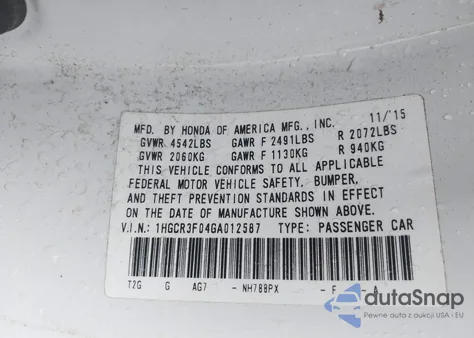 11/'15
MFD. BY HONDA OF AMERICA MFG., INC.
GVWR 4542LBS GAWR F 2491LBS R 2072LBS
GVWR 2060KG GAWR F 1130KG R 940KG
THIS VEHICLE CONFORMS TO ALL APPLICABLE
FEDERAL MOTOR VEHICLE SAFETY, BUMPER,
AND THEFT PREVENTION STANDARDS IN EFFECT
ON THE DATE OF MANUFACTURE SHOWN ABOVE.
V.I.N.: 1HGCR3F04GA012587 TYPE: PASSENGER CAR
T2G G AG7 - NH788PX - F - A
dutaSnap
Pewne auta z dostawą z USA i EU